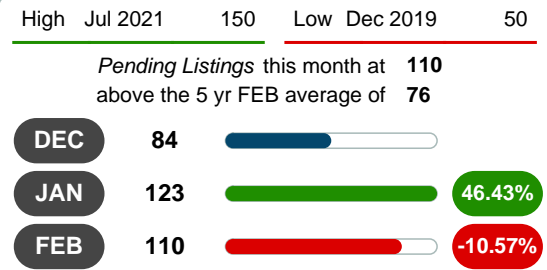 High Jul 2021 150 Low Dec 2019 50
Pending Listings this month at 110
above the 5 yr FEB average of 76
DEC 84
JAN 123 46.43%
FEB 110 -10.57%